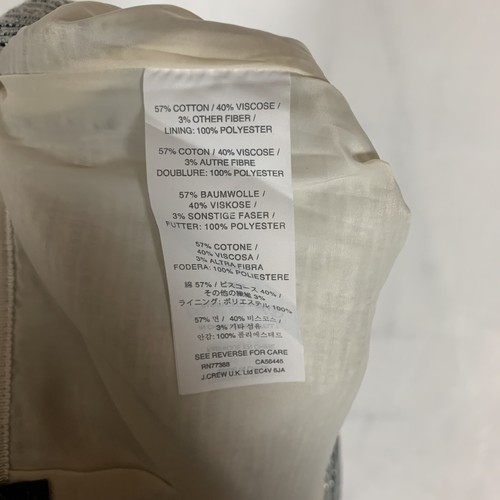 57% COTTON / 40% VISCOSE /
3% OTHER FIBER /
LINING: 100% POLYESTER
57% COTON / 40% VISCOSE /
3% AUTRE FIBRE
DOUBLURE: 100% POLYESTER
57% BAUMWOLLE /
40% VISKOSE /
3% SONSTIGE FASER /
FUTTER: 100% POLYESTER
57% COTONE /
40% VISCOSA /
3% ALTRA FIBRA
FODERA: 100% POLIESTERE
綿 57% / ビスコース 40% /
その他の繊維 3%
ライニング: ポリエステル 100%
57% 면 / 40% 비스코스 /
3% 기타 섬유
안감: 100% 폴리에스테르
SEE REVERSE FOR CARE
RN77388 CA56446
J.CREW U.K. Ltd EC4V 6JA